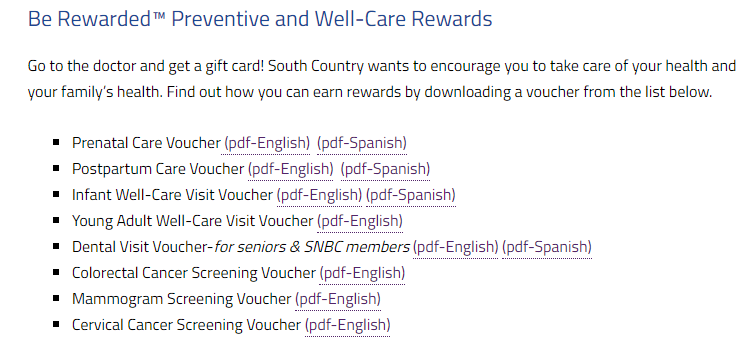 Be Rewarded™ Preventive and Well-Care Rewards
Go to the doctor and get a gift card! South Country wants to encourage you to take care of your health and
your family's health. Find out how you can earn rewards by downloading a voucher from the list below.
▪ Prenatal Care Voucher (pdf-English) (pdf-Spanish)
▪ Postpartum Care Voucher (pdf-English) (pdf-Spanish)
▪ Infant Well-Care Visit Voucher (pdf-English) (pdf-Spanish)
▪ Young Adult Well-Care Visit Voucher (pdf-English)
▪ Dental Visit Voucher-for seniors & SNBC members (pdf-English) (pdf-Spanish)
▪ Colorectal Cancer Screening Voucher (pdf-English)
▪ Mammogram Screening Voucher (pdf-English)
▪ Cervical Cancer Screening Voucher (pdf-English)